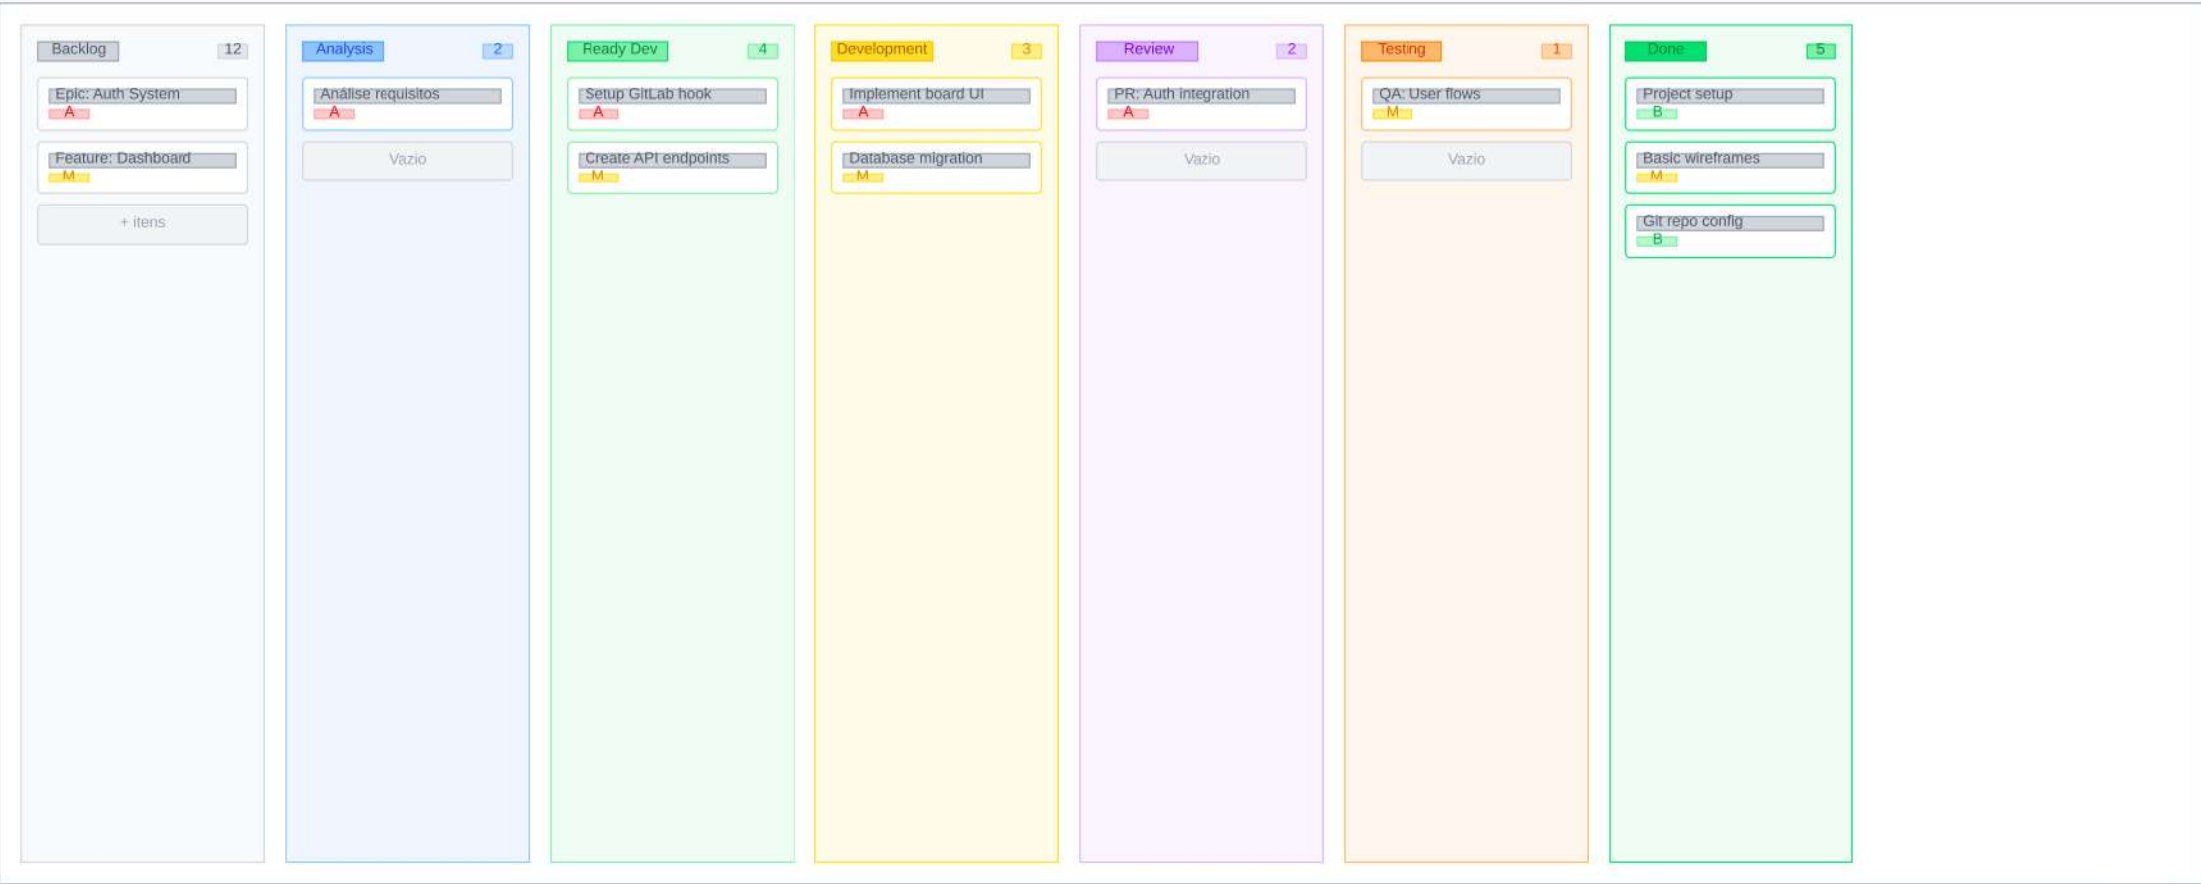 Backlog 12
Epic: Auth System
A
Feature: Dashboard
M
+ itens
Analysis 2
Análise requisitos
A
Vazio
Ready Dev 4
Setup GitLab hook
A
Create API endpoints
M
Development 3
Implement board UI
A
Database migration
M
Review 2
PR: Auth integration
A
Vazio
Testing 1
QA: User flows
M
Vazio
Done 5
Project setup
B
Basic wireframes
M
Git repo config
B